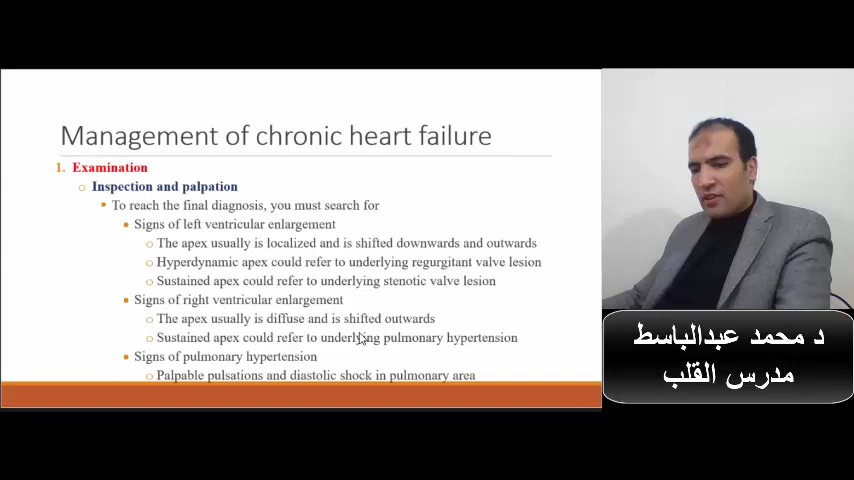 Management of chronic heart failure
1. Examination
Inspection and palpation
To reach the final diagnosis, you must search for
Signs of left ventricular enlargement
The apex usually is localized and is shifted downwards and outwards
Hyperdynamic apex could refer to underlying regurgitant valve lesion
Sustained apex could refer to underlying stenotic valve lesion
Signs of right ventricular enlargement
The apex usually is diffuse and is shifted outwards
Sustained apex could refer to underlying pulmonary hypertension
Signs of pulmonary hypertension
Palpable pulsations and diastolic shock in pulmonary area
د محمد عبدالباسط
مدرس القلب